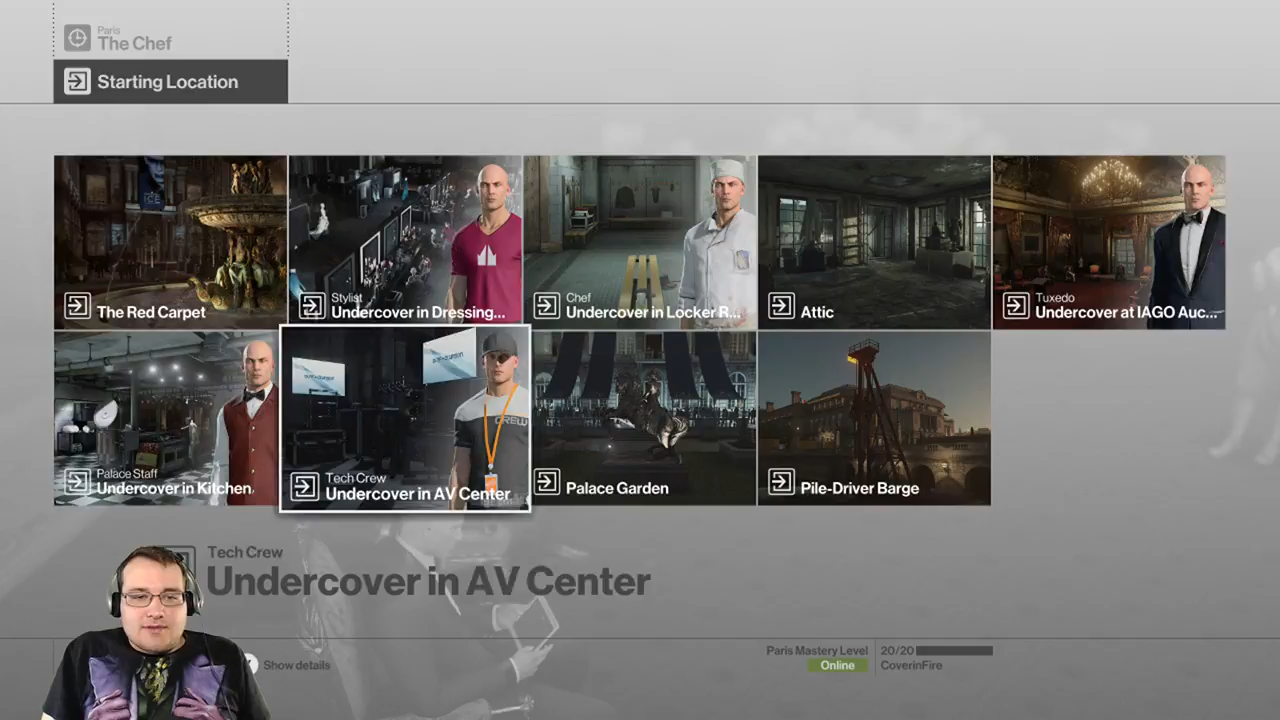 Paris
The Chef
Starting Location
ICE
The Red Carpet
Stylist
Undercover in Dressing...
Chef
Undercover in Locker R...
Attic
Tuxedo
Undercover at IAGO Auc...
Palace Staff
Undercover in Kitchen
CREW
Tech Crew
Undercover in AV Center
Palace Garden
Pile-Driver Barge
Tech Crew
Undercover in AV Center
Show details
Paris Mastery Level 20/20
Online CoverinFire